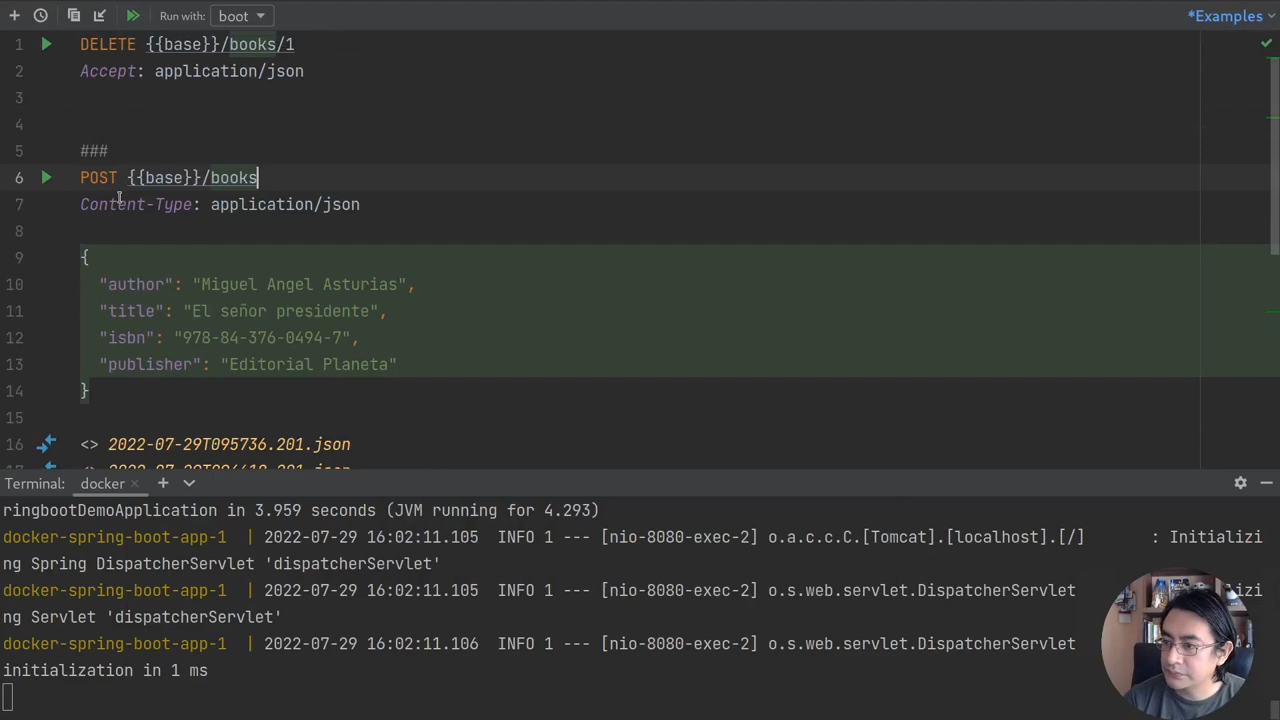 Run with: boot *Examples
1 DELETE {{base}}/books/1
2 Accept: application/json
3
4
5 ###
6 POST {{base}}/books
7 Content-Type: application/json
8
9 {
10 "author": "Miguel Angel Asturias",
11 "title": "El señor presidente",
12 "isbn": "978-84-376-0494-7",
13 "publisher": "Editorial Planeta"
14 }
15
16 <> 2022-07-29T095736.201.json
Terminal: docker
ringbootDemoApplication in 3.959 seconds (JVM running for 4.293)
docker-spring-boot-app-1 | 2022-07-29 16:02:11.105 INFO 1 --- [nio-8080-exec-2] o.a.c.c.C.[Tomcat].[localhost].[/] : Initializi
ng Spring DispatcherServlet 'dispatcherServlet'
docker-spring-boot-app-1 | 2022-07-29 16:02:11.105 INFO 1 --- [nio-8080-exec-2] o.s.web.servlet.DispatcherServlet izi
ng Servlet 'dispatcherServlet'
docker-spring-boot-app-1 | 2022-07-29 16:02:11.106 INFO 1 --- [nio-8080-exec-2] o.s.web.servlet.DispatcherServlet
initialization in 1 ms